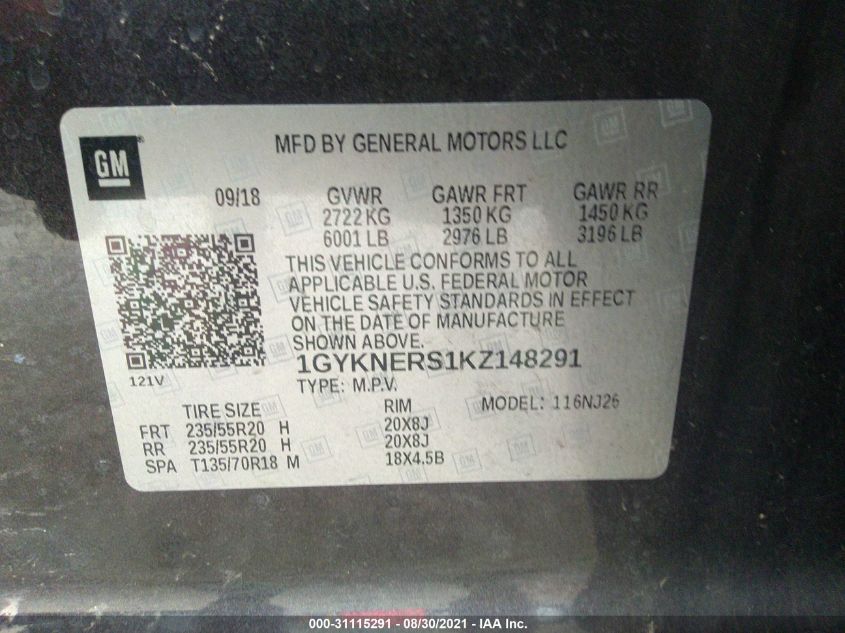 GM
MFD BY GENERAL MOTORS LLC
09/18 GVWR GAWR FRT GAWR RR
2722 KG 1350 KG 1450 KG
6001 LB 2976 LB 3196 LB
THIS VEHICLE CONFORMS TO ALL
APPLICABLE U.S. FEDERAL MOTOR
VEHICLE SAFETY STANDARDS IN EFFECT
ON THE DATE OF MANUFACTURE
SHOWN ABOVE.
1GYKNERS1KZ148291
121V
TYPE: M.P.V.
TIRE SIZE RIM MODEL: 116NJ26
FRT 235/55R20 H 20X8J
RR 235/55R20 H 20X8J
SPA T135/70R18 M 18X4.5B
000-31115291 - 08/30/2021 - IAA Inc.